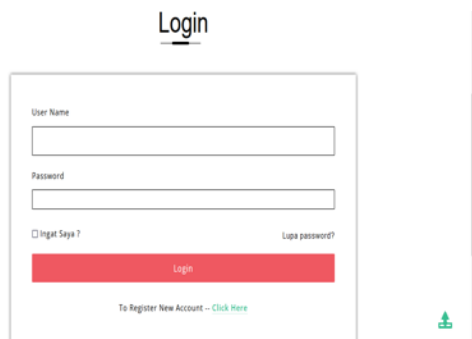 Login
User Name
Password
Ingat Saya ?
Lupa password?
Login
To Register New Account -- Click Here